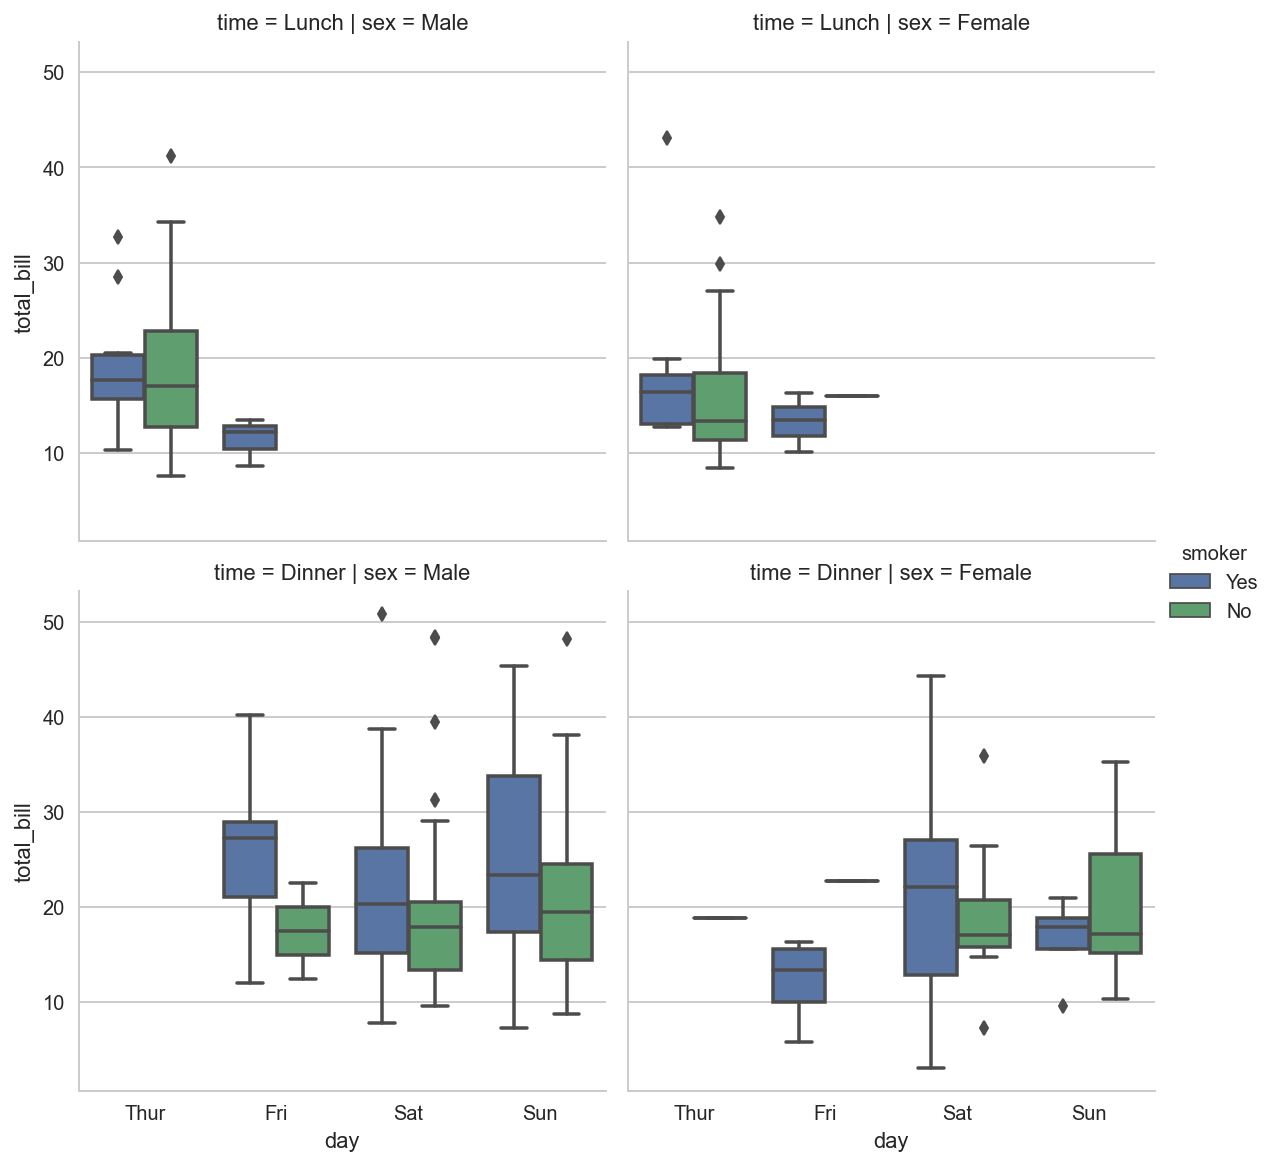 time = Lunch | sex = Male
time = Lunch | sex = Female
50
40
30
20
10
total_bill
time = Dinner | sex = Male
time = Dinner | sex = Female
50
40
30
20
10
total_bill
Thur Fri Sat Sun
day
Thur Fri Sat Sun
day
smoker
Yes
No